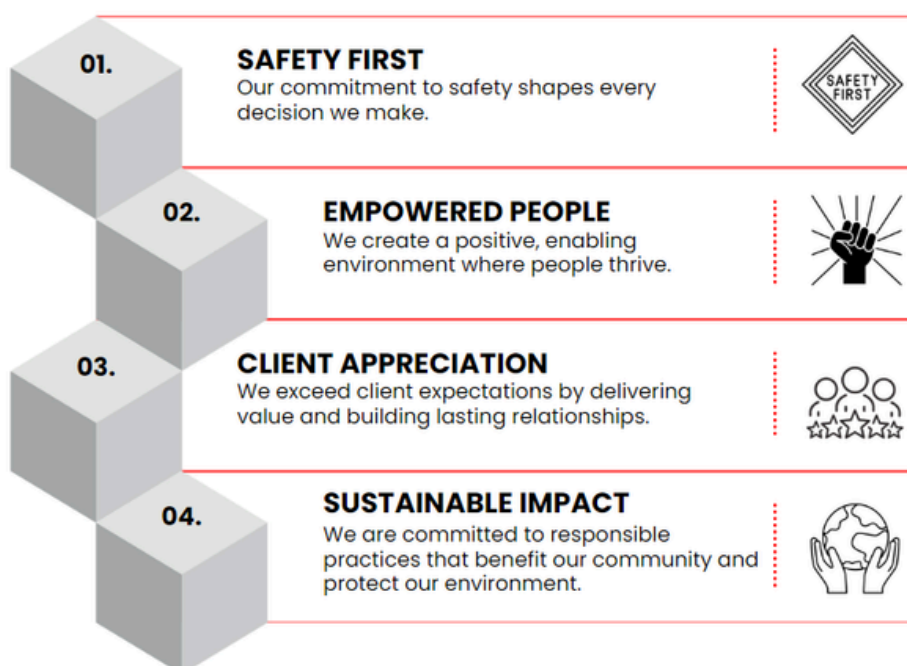 01.
SAFETY FIRST
Our commitment to safety shapes every
decision we make.
SAFETY
FIRST
02.
EMPOWERED PEOPLE
We create a positive, enabling
environment where people thrive.
03.
CLIENT APPRECIATION
We exceed client expectations by delivering
value and building lasting relationships.
04.
SUSTAINABLE IMPACT
We are committed to responsible
practices that benefit our community and
protect our environment.